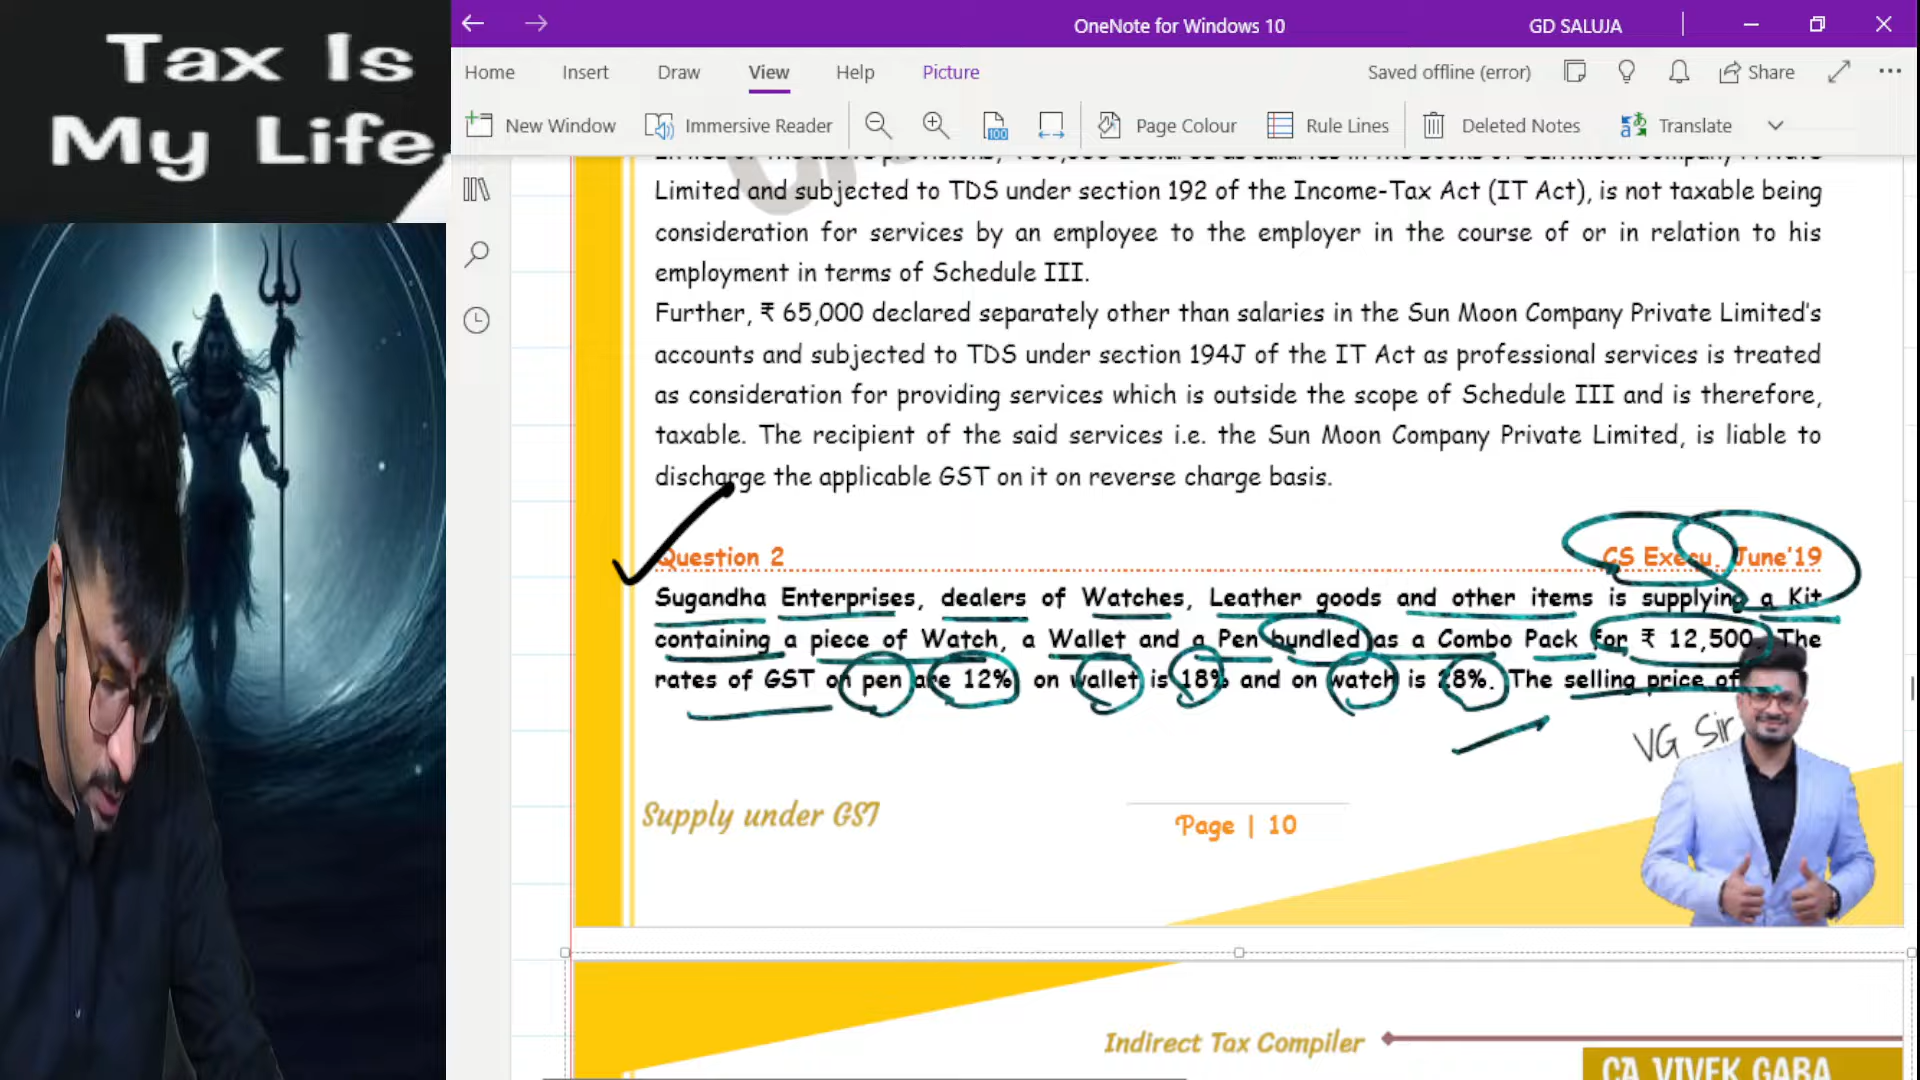 Tax Is
My Life.
OneNote for Windows 10
GD SALUJA
Home Insert Draw View Help Picture
Saved offline (error) Share
New Window Immersive Reader 100 Page Colour Rule Lines Deleted Notes Translate
Limited and subjected to TDS under section 192 of the Income-Tax Act (IT Act), is not taxable being
consideration for services by an employee to the employer in the course of or in relation to his
employment in terms of Schedule III.
Further, ₹ 65,000 declared separately other than salaries in the Sun Moon Company Private Limited's
accounts and subjected to TDS under section 194J of the IT Act as professional services is treated
as consideration for providing services which is outside the scope of Schedule III and is therefore,
taxable. The recipient of the said services i.e. the Sun Moon Company Private Limited, is liable to
discharge the applicable GST on it on reverse charge basis.
Question 2 CS Execu. June'19
Sugandha Enterprises, dealers of Watches, Leather goods and other items is supplying a Kit
containing a piece of Watch, a Wallet and a Pen bundled as a Combo Pack for ₹ 12,500. The
rates of GST on pen are 12%, on wallet is 18% and on watch is 28%. The selling price of
VG Sir
Supply under GST
Page | 10
Indirect Tax Compiler
CA VIVEK GABA